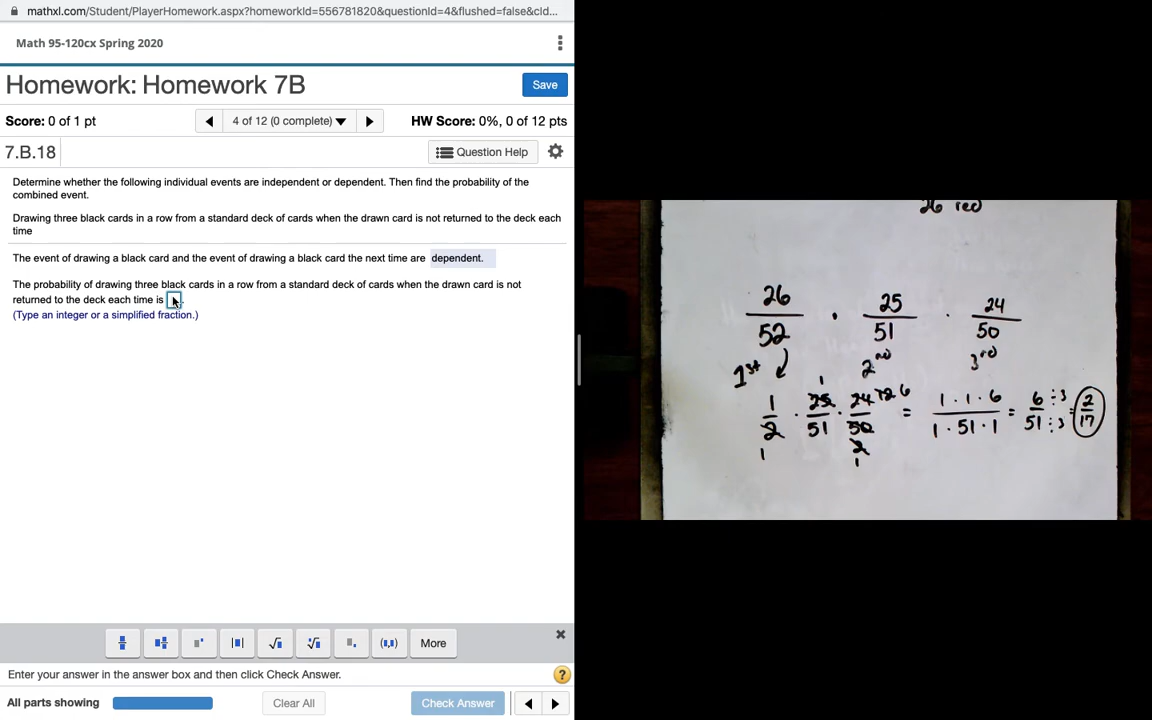 mathxl.com/Student/PlayerHomework.aspx?homeworkId=556781820&questionId=4&flushed=false&cld...
Math 95-120cx Spring 2020
Homework: Homework 7B
Save
Score: 0 of 1 pt
4 of 12 (0 complete)
HW Score: 0%, 0 of 12 pts
7.B.18
Question Help
Determine whether the following individual events are independent or dependent. Then find the probability of the
combined event.
Drawing three black cards in a row from a standard deck of cards when the drawn card is not returned to the deck each
time
The event of drawing a black card and the event of drawing a black card the next time are dependent.
The probability of drawing three black cards in a row from a standard deck of cards when the drawn card is not
returned to the deck each time is .
(Type an integer or a simplified fraction.)
More
Enter your answer in the answer box and then click Check Answer.
?
All parts showing
Clear All
Check Answer
26 red
26/52 · 25/51 · 24/50
1st 2nd 3rd
1/2 · 25/51 · 24/50 = 1·1·6/1·51·1 = 6÷3/51÷3 = 2/17